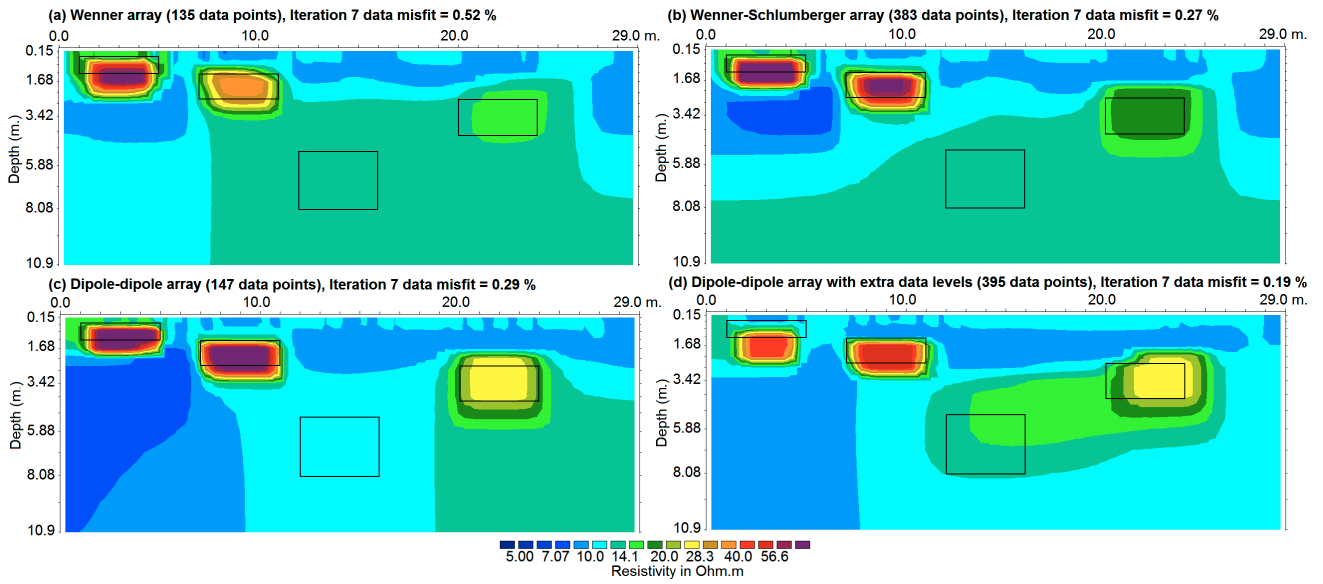 (a) Wenner array (135 data points), Iteration 7 data misfit = 0.52 %
0.0 10.0 20.0 29.0 m.
0.15
1.68
3.42
5.88
8.08
10.9
Depth (m.)
(b) Wenner-Schlumberger array (383 data points), Iteration 7 data misfit = 0.27 %
0.0 10.0 20.0 29.0 m.
0.15
1.68
3.42
5.88
8.08
10.9
Depth (m.)
(c) Dipole-dipole array (147 data points), Iteration 7 data misfit = 0.29 %
0.0 10.0 20.0 29.0 m.
0.15
1.68
3.42
5.88
8.08
10.9
Depth (m.)
(d) Dipole-dipole array with extra data levels (395 data points), Iteration 7 data misfit = 0.19 %
0.0 10.0 20.0 29.0 m.
0.15
1.68
3.42
5.88
8.08
10.9
Depth (m.)
5.00 7.07 10.0 14.1 20.0 28.3 40.0 56.6
Resistivity in Ohm.m